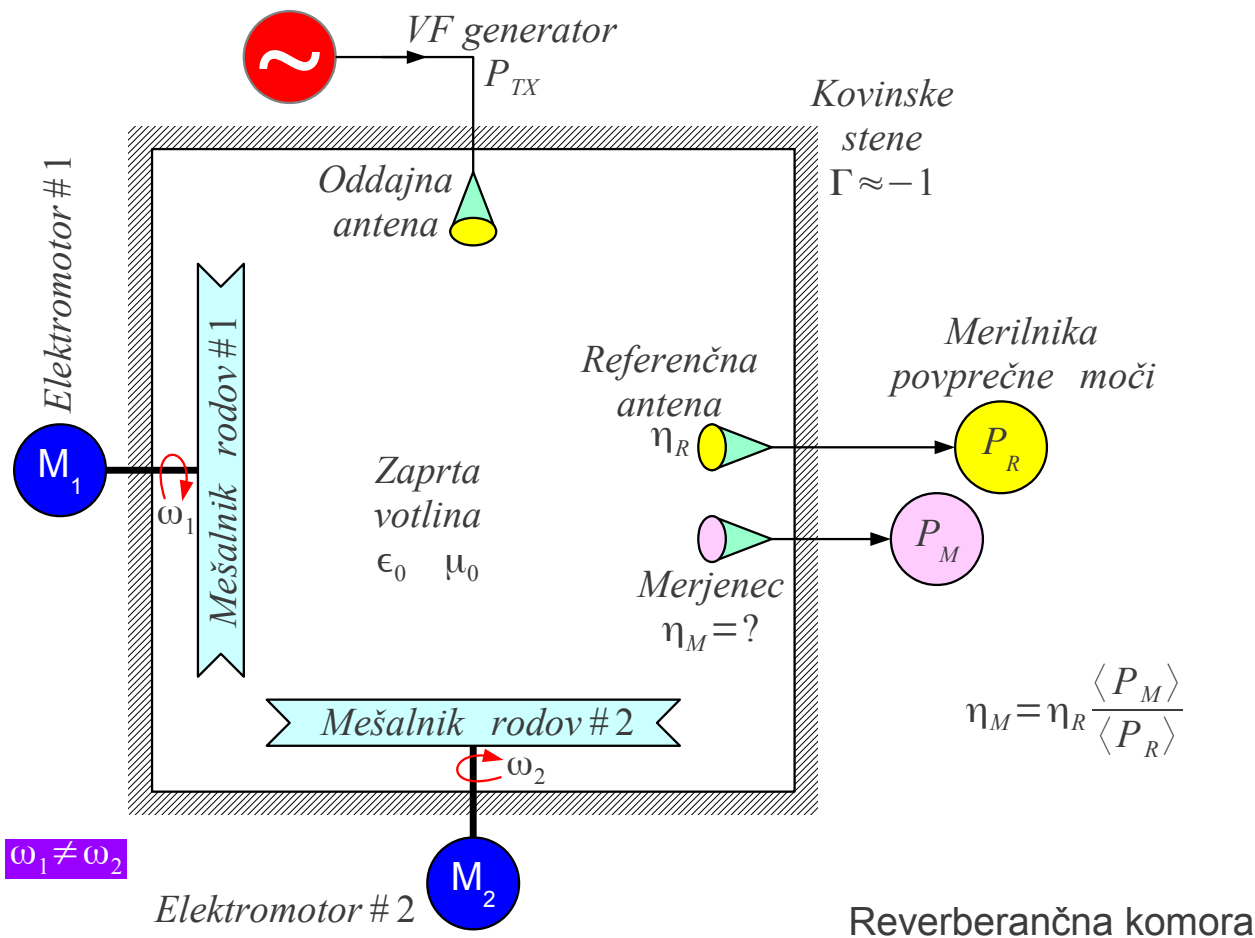 VF generator
P_TX
Kovinske
stene
Γ≈−1
Oddajna
antena
Elektromotor #1
Mešalnik rodov #1
M_1
ω_1
Referenčna
antena
η_R
Merilnika
povprečne moči
P_R
Zaprta
votlina
ϵ_0 μ_0
P_M
Merjenec
η_M=?
η_M=η_R ⟨P_M⟩/⟨P_R⟩
Mešalnik rodov #2
ω_2
ω_1≠ω_2
M_2
Elektromotor #2
Reverberančna komora